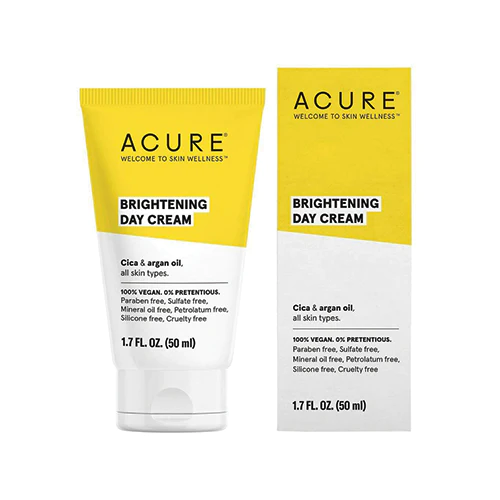 ACURE®
WELCOME TO SKIN WELLNESS™
BRIGHTENING
DAY CREAM
Cica & argan oil,
all skin types.
100% VEGAN. 0% PRETENTIOUS.
Paraben free, Sulfate free,
Mineral oil free, Petrolatum free,
Silicone free, Cruelty free
1.7 FL. OZ. (50 ml)
ACURE®
WELCOME TO SKIN WELLNESS™
BRIGHTENING
DAY CREAM
Cica & argan oil,
all skin types.
100% VEGAN. 0% PRETENTIOUS.
Paraben free, Sulfate free,
Mineral oil free, Petrolatum free,
Silicone free, Cruelty free
1.7 FL. OZ. (50 ml)